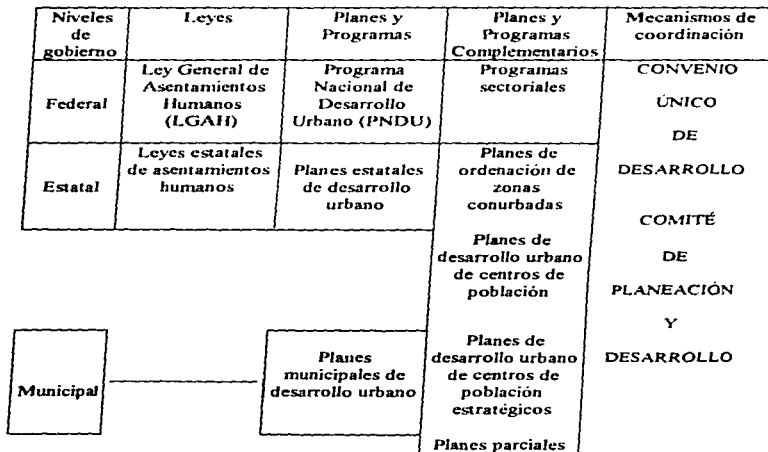 Niveles
de
gobierno
Leyes
Planes y
Programas
Planes y
Programas
Complementarios
Mecanismos de
coordinación
Federal
Ley General de
Asentamientos
Humanos
(LGAH)
Programa
Nacional de
Desarrollo
Urbano (PNDU)
Programas
sectoriales
Estatal
Leyes estatales
de asentamientos
humanos
Planes estatales
de desarrollo
urbano
Planes de
ordenación de
zonas
conurbadas
Planes de
desarrollo urbano
de centros de
población
Municipal
Planes
municipales de
desarrollo urbano
Planes de
desarrollo urbano
de centros de
población
estratégicos
Planes parciales
CONVENIO
ÚNICO
DE
DESARROLLO
COMITÉ
DE
PLANEACIÓN
Y
DESARROLLO